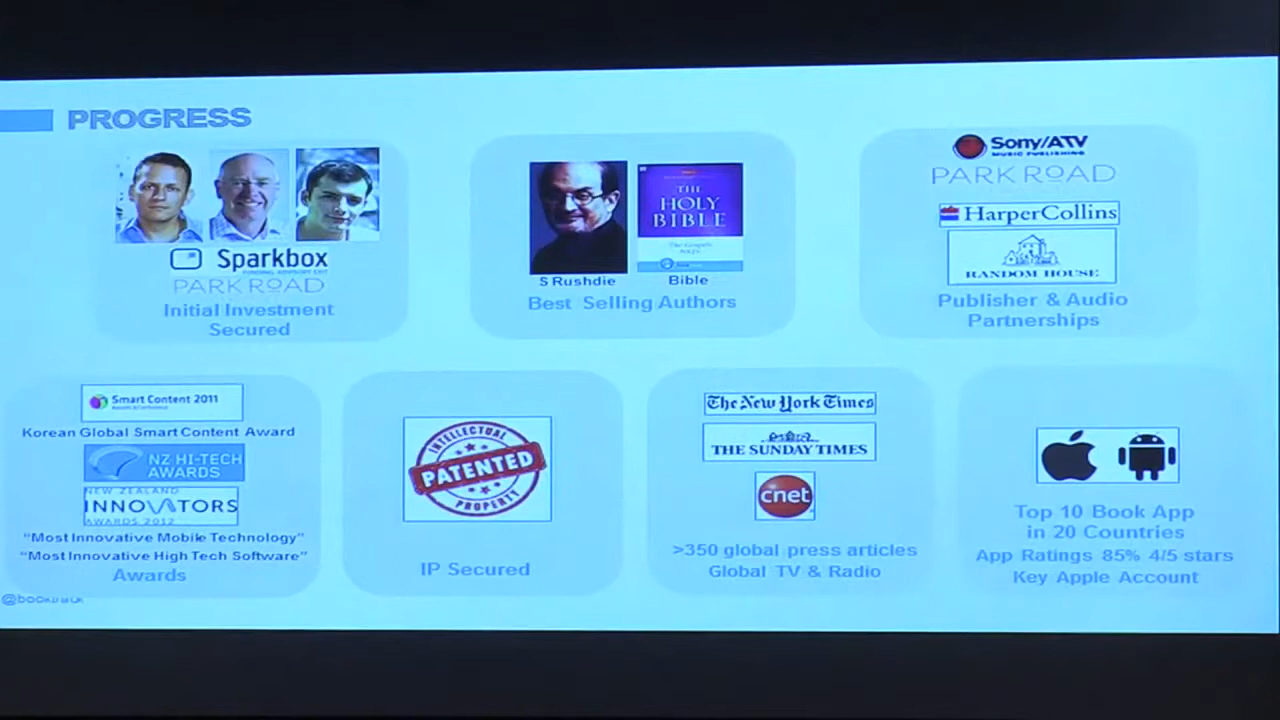 PROGRESS
Sparkbox
PARK ROAD
Initial Investment
Secured
THE
HOLY
BIBLE
The Gospels
S Rushdie
Bible
Best Selling Authors
Sony/ATV
MUSIC PUBLISHING
PARK ROAD
HarperCollins
RANDOM HOUSE
Publisher & Audio
Partnerships
Smart Content 2011
Korean Global Smart Content Award
NZ HI-TECH
AWARDS
NEW ZEALAND
INNOVATORS
AWARDS 2012
“Most Innovative Mobile Technology”
“Most Innovative High Tech Software”
Awards
INTELLECTUAL
PATENTED
PROPERTY
IP Secured
The New York Times
THE SUNDAY TIMES
cnet
>350 global press articles
Global TV & Radio
Top 10 Book App
in 20 Countries
App Ratings 85% 4/5 stars
Key Apple Account